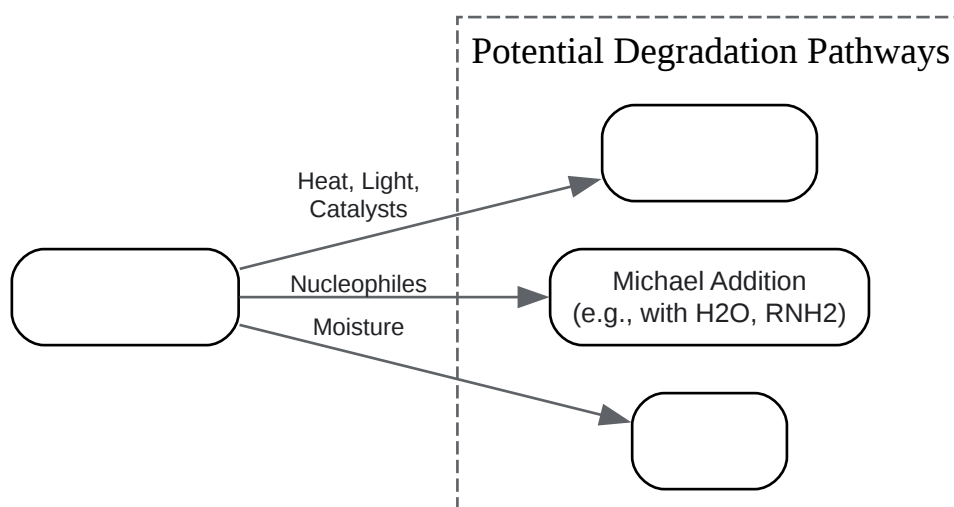 Potential Degradation Pathways
Heat, Light,
Catalysts
Nucleophiles
Michael Addition
(e.g., with H2O, RNH2)
Moisture